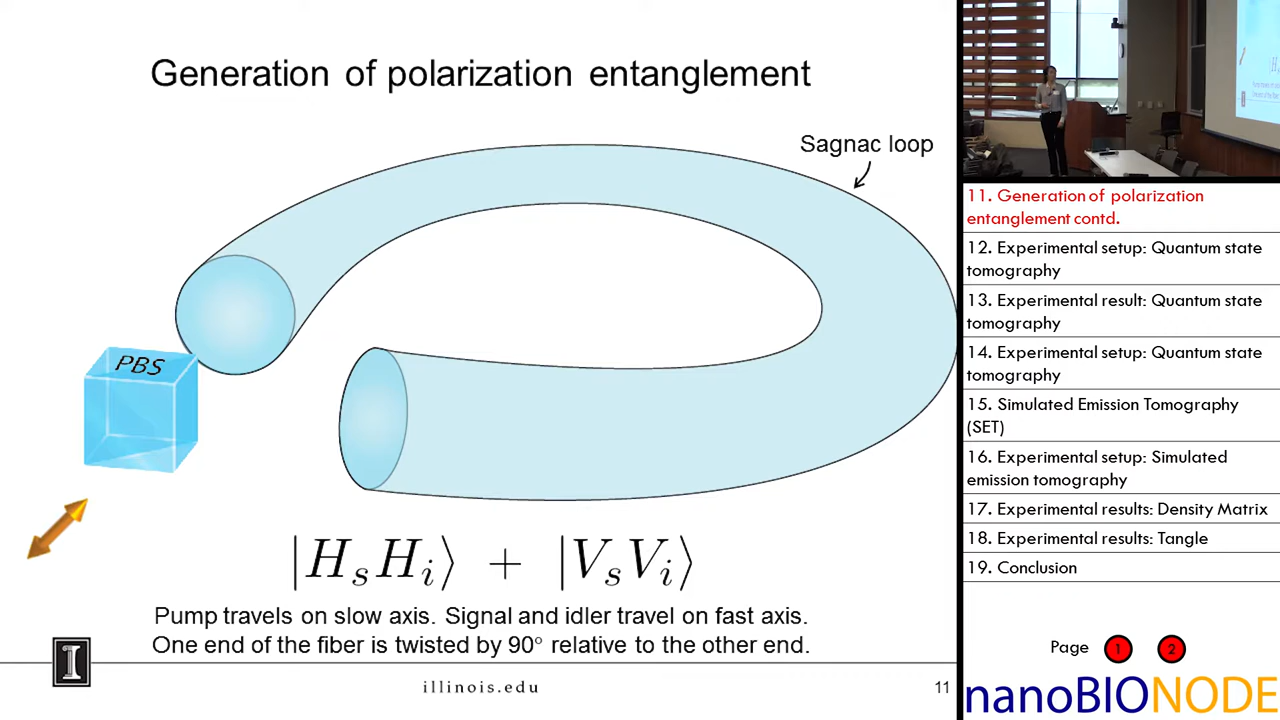 Generation of polarization entanglement
Sagnac loop
PBS
|HₛHᵢ⟩ + |VₛVᵢ⟩
Pump travels on slow axis. Signal and idler travel on fast axis.
One end of the fiber is twisted by 90° relative to the other end.
I
illinois.edu
11
11. Generation of polarization
entanglement contd.
12. Experimental setup: Quantum state
tomography
13. Experimental result: Quantum state
tomography
14. Experimental setup: Quantum state
tomography
15. Simulated Emission Tomography
(SET)
16. Experimental setup: Simulated
emission tomography
17. Experimental results: Density Matrix
18. Experimental results: Tangle
19. Conclusion
Page 1 2
nanoBIONODE